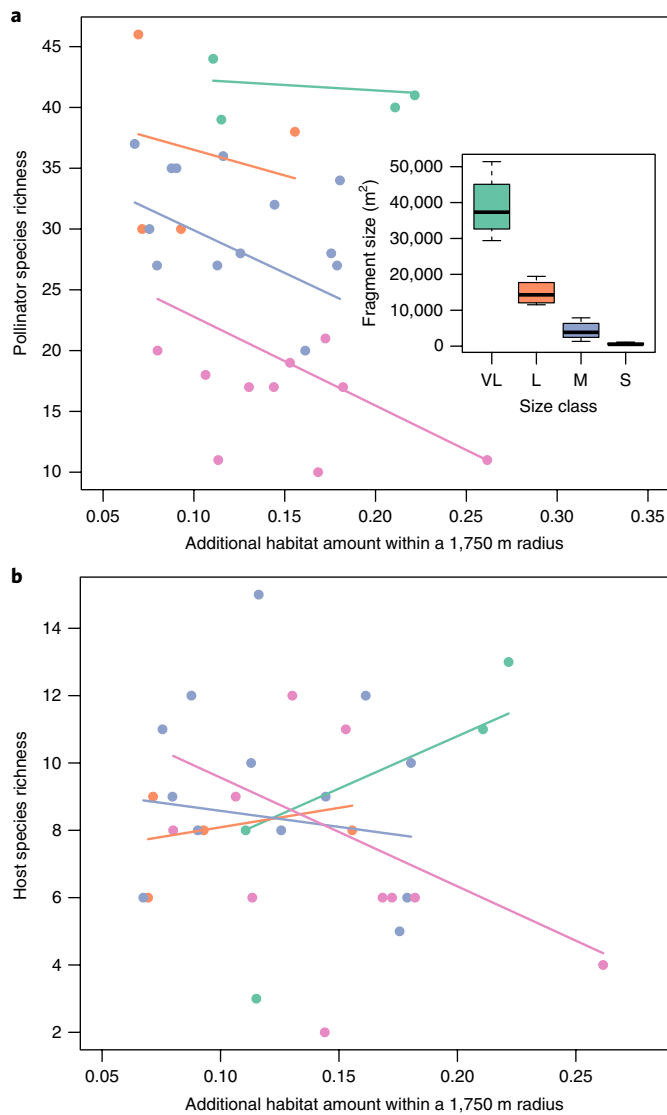 a
45
40
35
30
25
20
15
10
Pollinator species richness
0.05 0.10 0.15 0.20 0.25 0.30 0.35
Additional habitat amount within a 1,750 m radius
50,000
40,000
30,000
20,000
10,000
0
Fragment size (m²)
VL L M S
Size class
b
14
12
10
8
6
4
2
Host species richness
0.05 0.10 0.15 0.20 0.25
Additional habitat amount within a 1,750 m radius